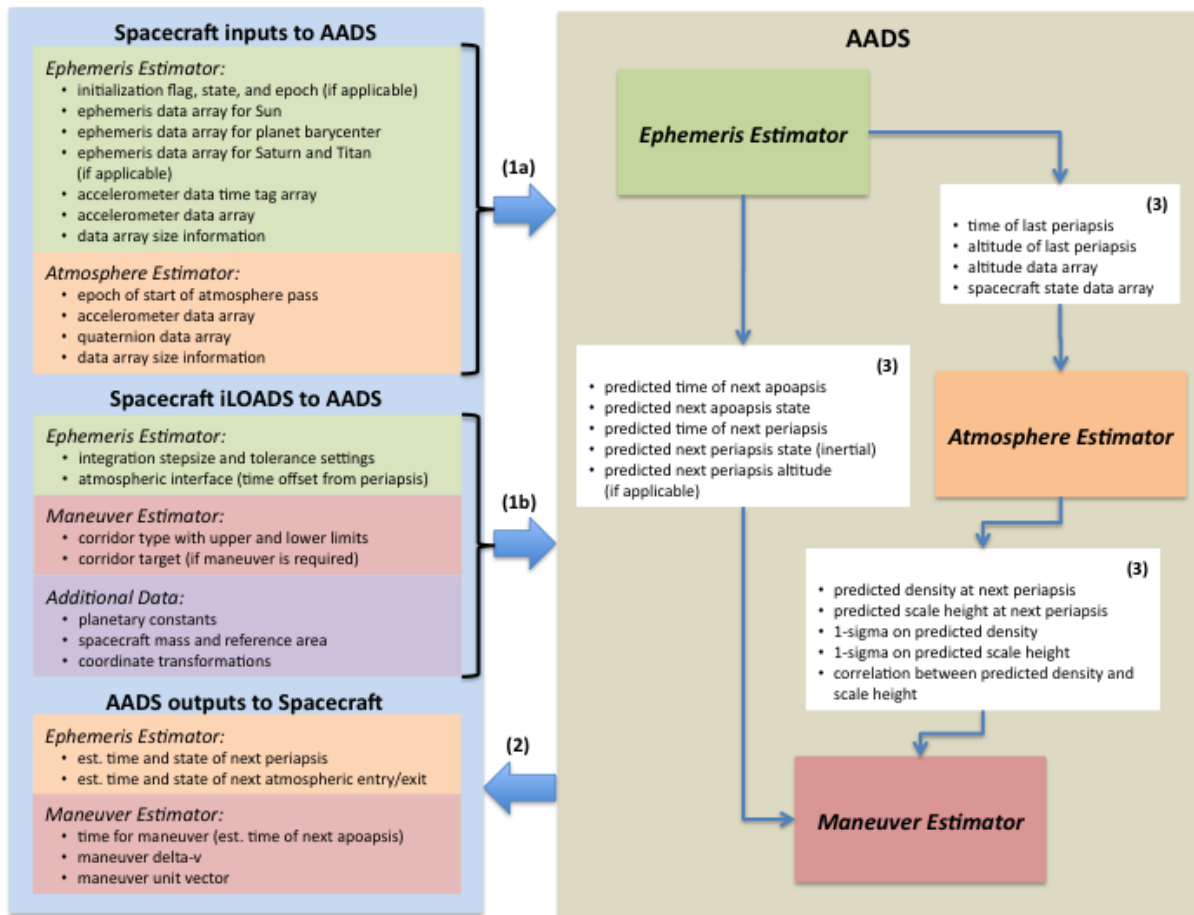 Spacecraft inputs to AADS
Ephemeris Estimator:
• initialization flag, state, and epoch (if applicable)
• ephemeris data array for Sun
• ephemeris data array for planet barycenter
• ephemeris data array for Saturn and Titan
(if applicable)
• accelerometer data time tag array
• accelerometer data array
• data array size information
Atmosphere Estimator:
• epoch of start of atmosphere pass
• accelerometer data array
• quaternion data array
• data array size information
(1a)
Spacecraft iLOADS to AADS
Ephemeris Estimator:
• integration stepsize and tolerance settings
• atmospheric interface (time offset from periapsis)
Maneuver Estimator:
• corridor type with upper and lower limits
• corridor target (if maneuver is required)
Additional Data:
• planetary constants
• spacecraft mass and reference area
• coordinate transformations
(1b)
AADS outputs to Spacecraft
Ephemeris Estimator:
• est. time and state of next periapsis
• est. time and state of next atmospheric entry/exit
Maneuver Estimator:
• time for maneuver (est. time of next apoapsis)
• maneuver delta-v
• maneuver unit vector
(2)
AADS
Ephemeris Estimator
(3)
• time of last periapsis
• altitude of last periapsis
• altitude data array
• spacecraft state data array
(3)
• predicted time of next apoapsis
• predicted next apoapsis state
• predicted time of next periapsis
• predicted next periapsis state (inertial)
• predicted next periapsis altitude
(if applicable)
Atmosphere Estimator
(3)
• predicted density at next periapsis
• predicted scale height at next periapsis
• 1-sigma on predicted density
• 1-sigma on predicted scale height
• correlation between predicted density and
scale height
Maneuver Estimator